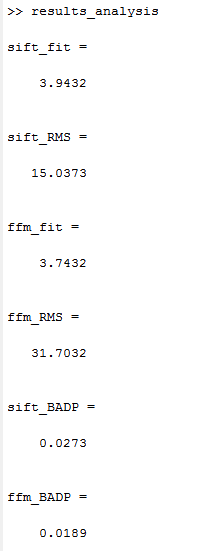 >> results_analysis
sift_fit =
3.9432
sift_RMS =
15.0373
ffm_fit =
3.7432
ffm_RMS =
31.7032
sift_BADP =
0.0273
ffm_BADP =
0.0189